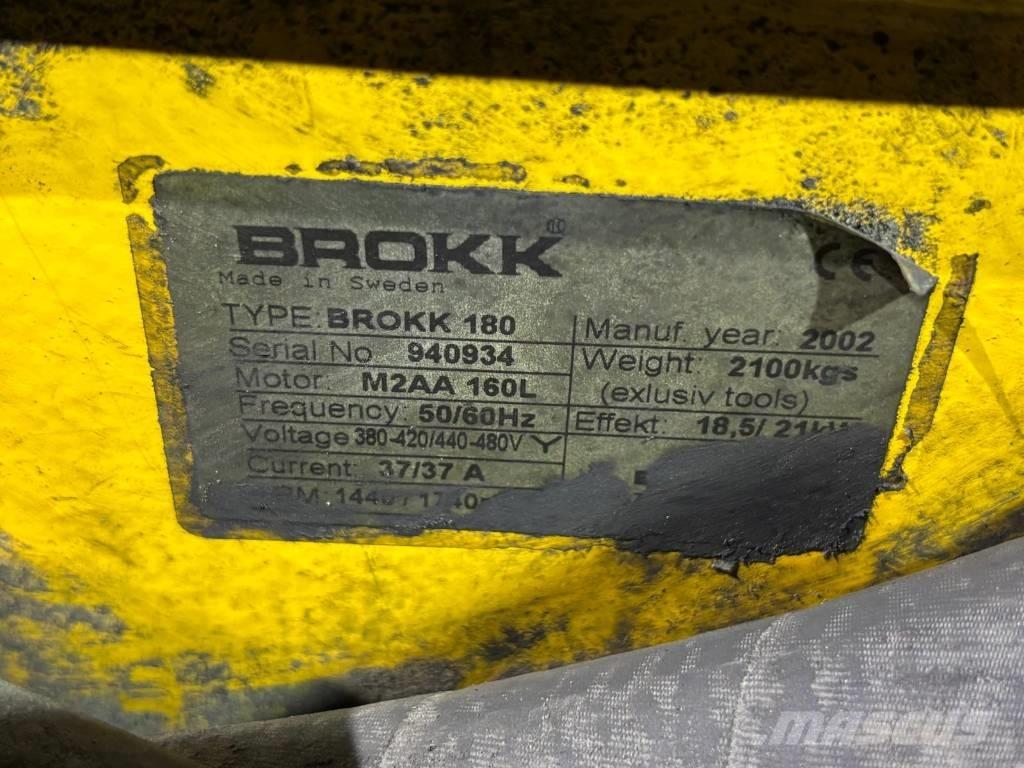 BROKK
CE
Made in Sweden
TYPE: BROKK 180
Serial No 940934
Motor: M2AA 160L
Frequency: 50/60Hz
Voltage 380-420/440-480V Y
Current: 37/37 A
Manuf. year: 2002
Weight: 2100kgs
(exlusiv tools)
Effekt: 18,5/ 21
MASCUS